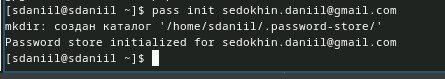 [sdaniil@sdaniil ~]$ pass init sedokhin.daniil@gmail.com
mkdir: создан каталог '/home/sdaniil/.password-store/'
Password store initialized for sedokhin.daniil@gmail.com
[sdaniil@sdaniil ~]$